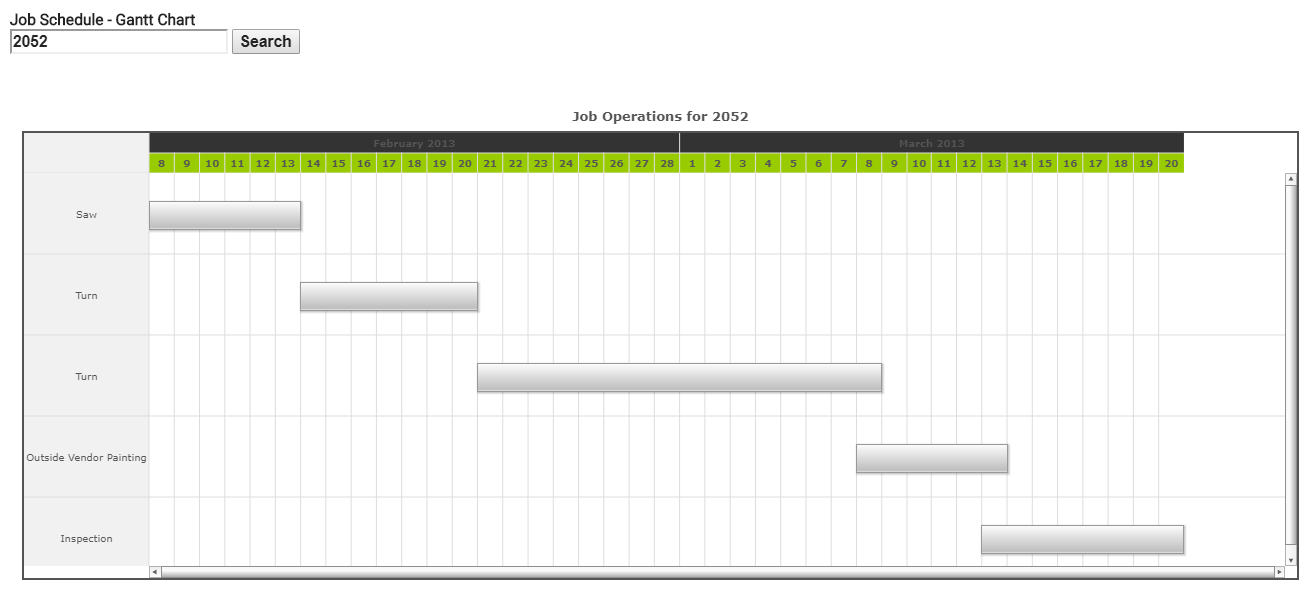 Job Schedule - Gantt Chart
2052 Search
Job Operations for 2052
February 2013 March 2013
8 9 10 11 12 13 14 15 16 17 18 19 20 21 22 23 24 25 26 27 28 1 2 3 4 5 6 7 8 9 10 11 12 13 14 15 16 17 18 19 20
Saw
Turn
Turn
Outside Vendor Painting
Inspection